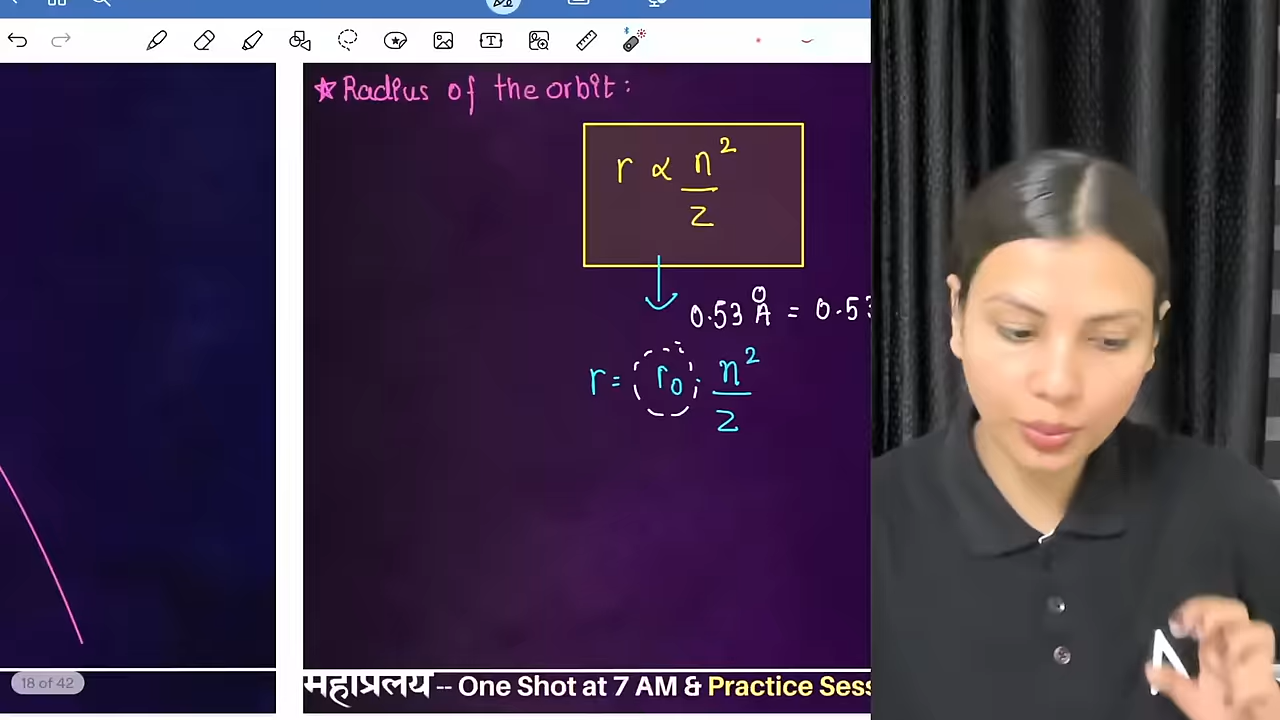 ☆ Radius of the orbit :
r ∝ n²/z
0.53 Å = 0.53
r = r₀ · n²/z
18 of 42
महाप्रलय -- One Shot at 7 AM & Practice Sess